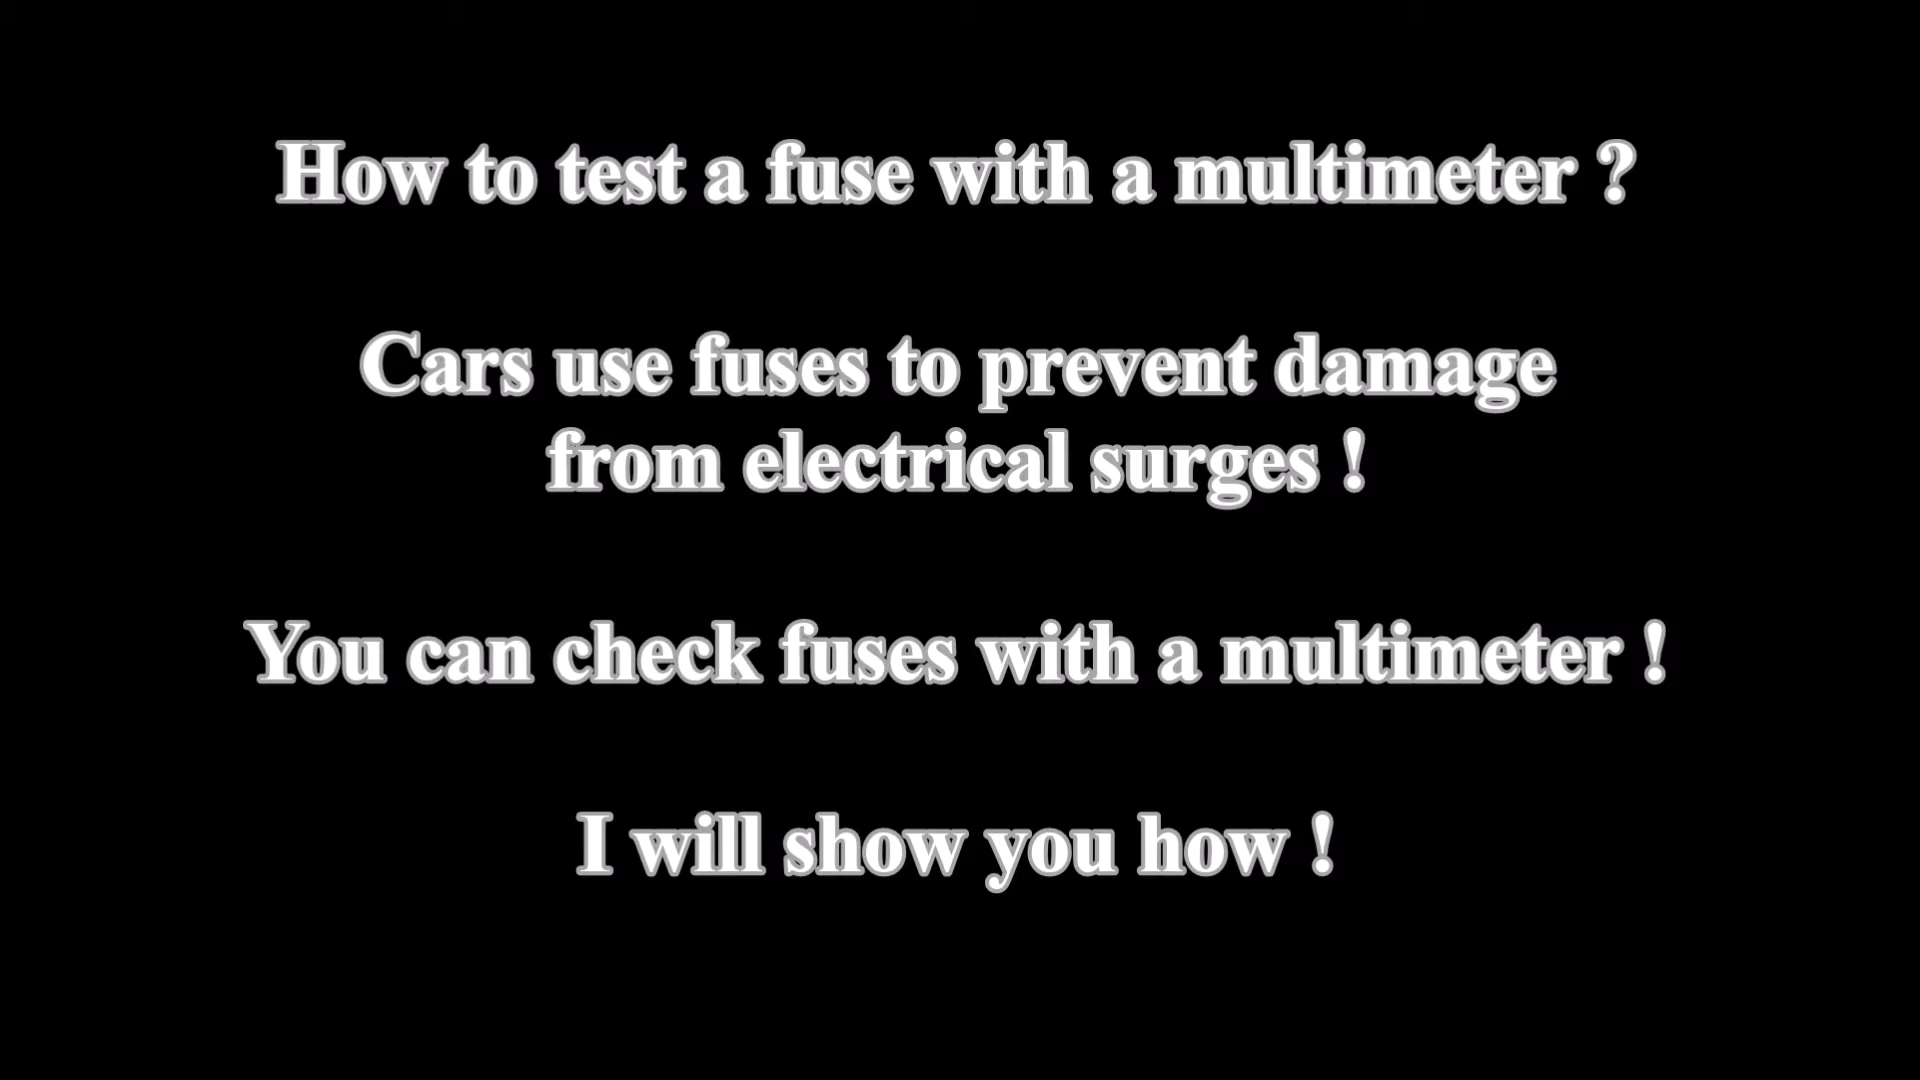 How to test a fuse with a multimeter ?
Cars use fuses to prevent damage
from electrical surges !
You can check fuses with a multimeter !
I will show you how !